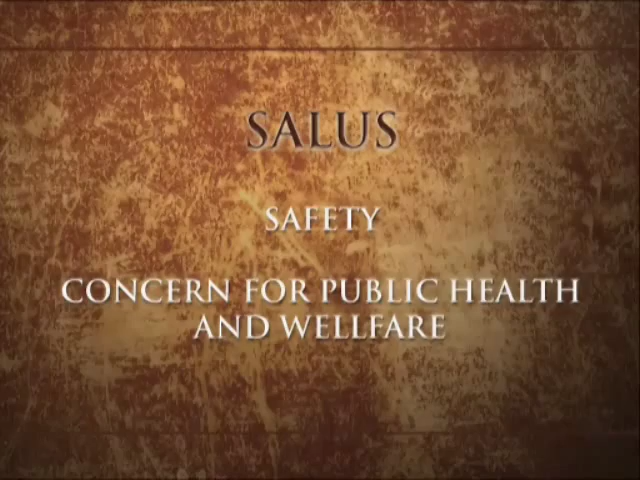 SALUS
SAFETY
CONCERN FOR PUBLIC HEALTH
AND WELLFARE